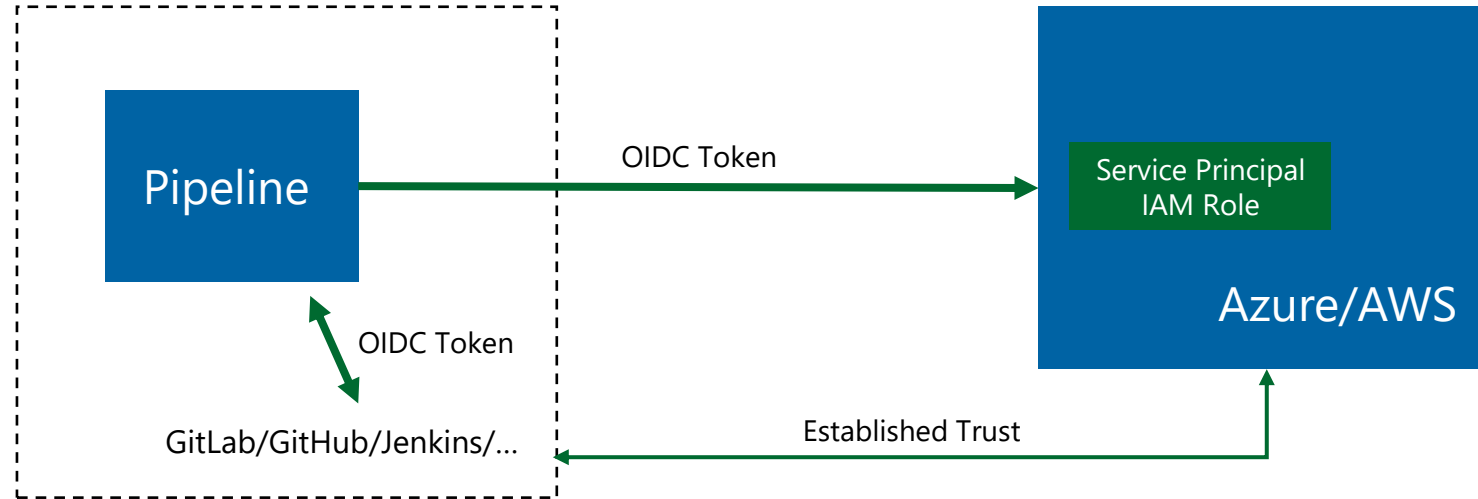 OIDC Token
Pipeline
Service Principal
IAM Role
Azure/AWS
OIDC Token
GitLab/GitHub/Jenkins/...
Established Trust